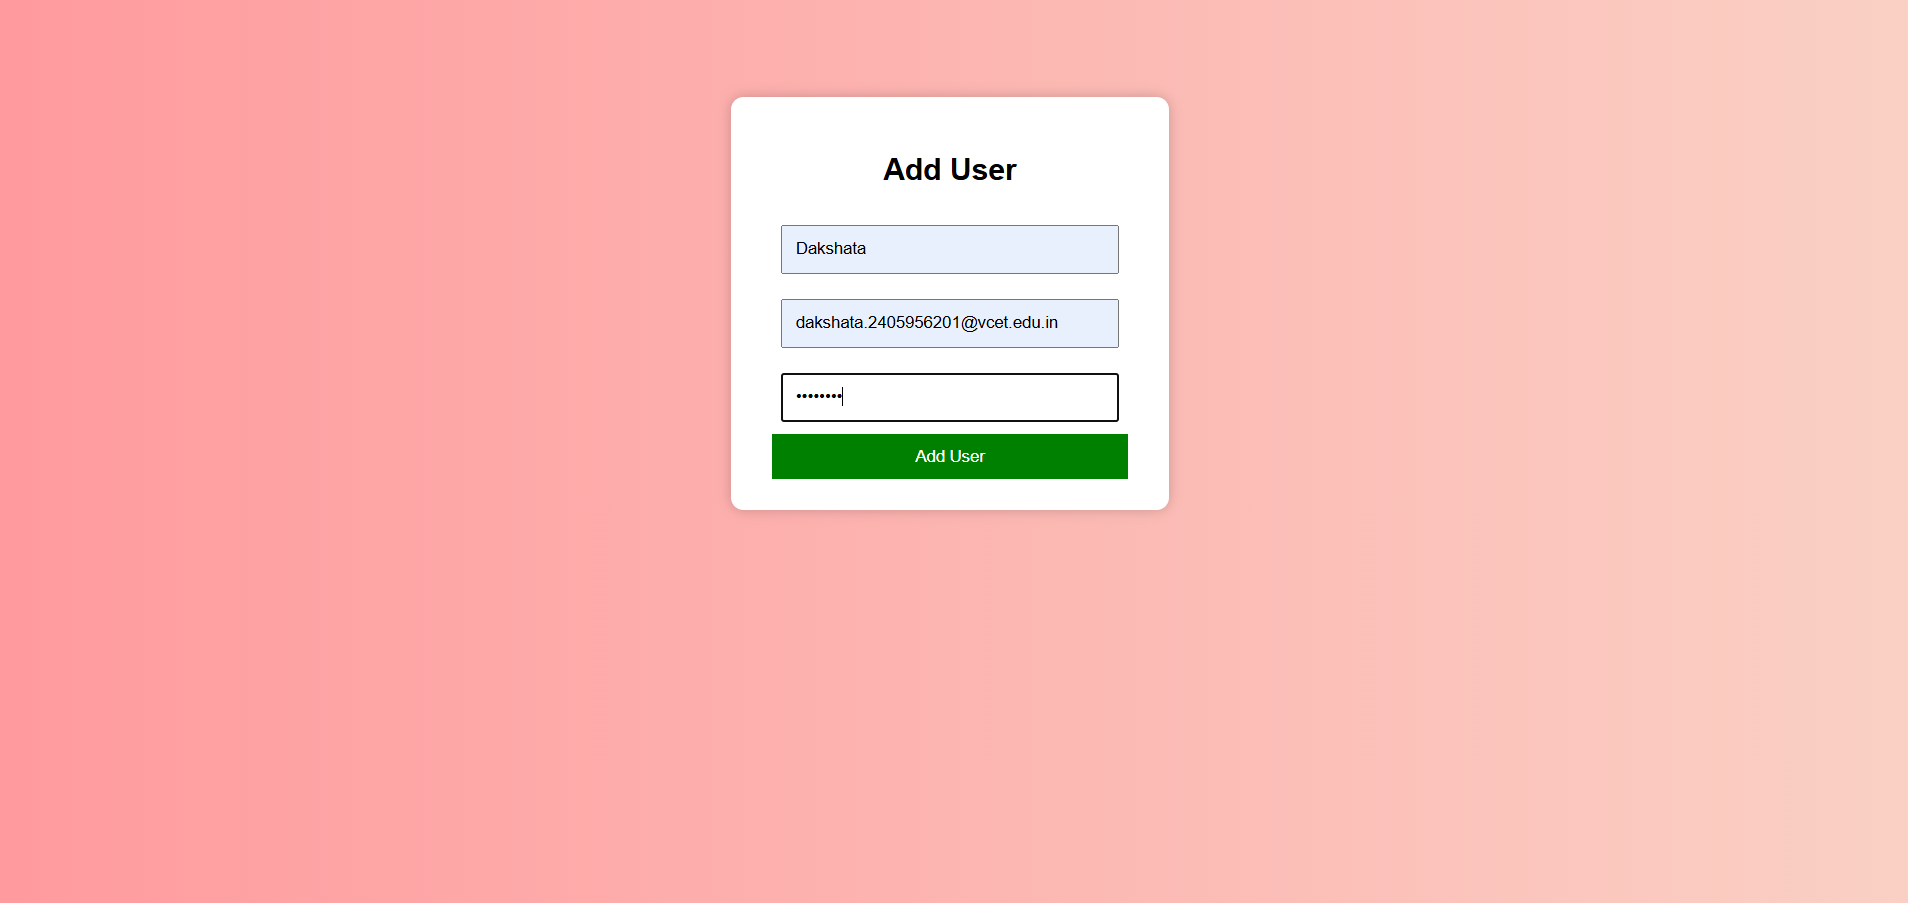 Add User
Dakshata
dakshata.2405956201@vcet.edu.in
••••••••
Add User